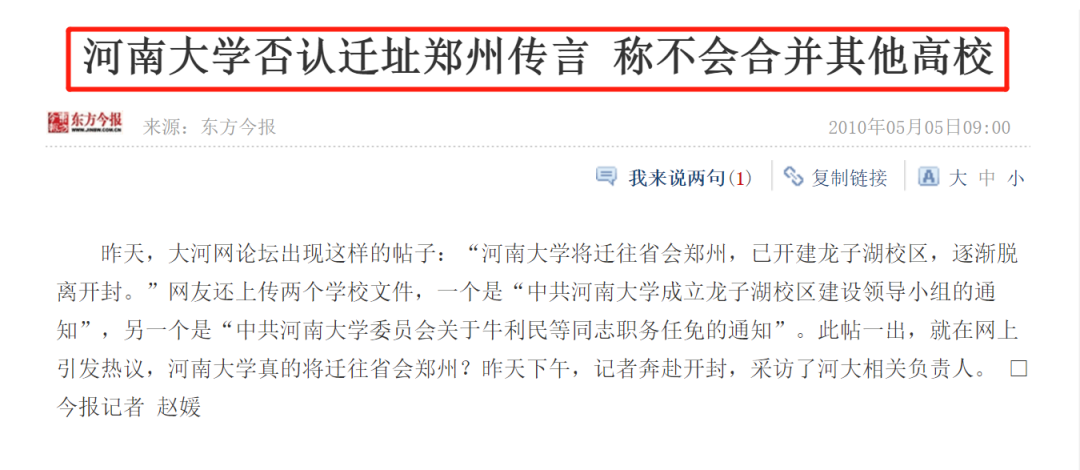 河南大学否认迁址郑州传言 称不会合并其他高校
东方今报
WWW.JINBW.COM.CN
来源：东方今报
2010年05月05日09:00
我来说两句(1) 复制链接 A 大 中 小
昨天，大河网论坛出现这样的帖子：“河南大学将迁往省会郑州，已开建龙子湖校区，逐渐脱
离开封。”网友还上传两个学校文件，一个是“中共河南大学成立龙子湖校区建设领导小组的通
知”，另一个是“中共河南大学委员会关于牛利民等同志职务任免的通知”。此帖一出，就在网上
引发热议，河南大学真的将迁往省会郑州？昨天下午，记者奔赴开封，采访了河大相关负责人。 □
今报记者 赵媛